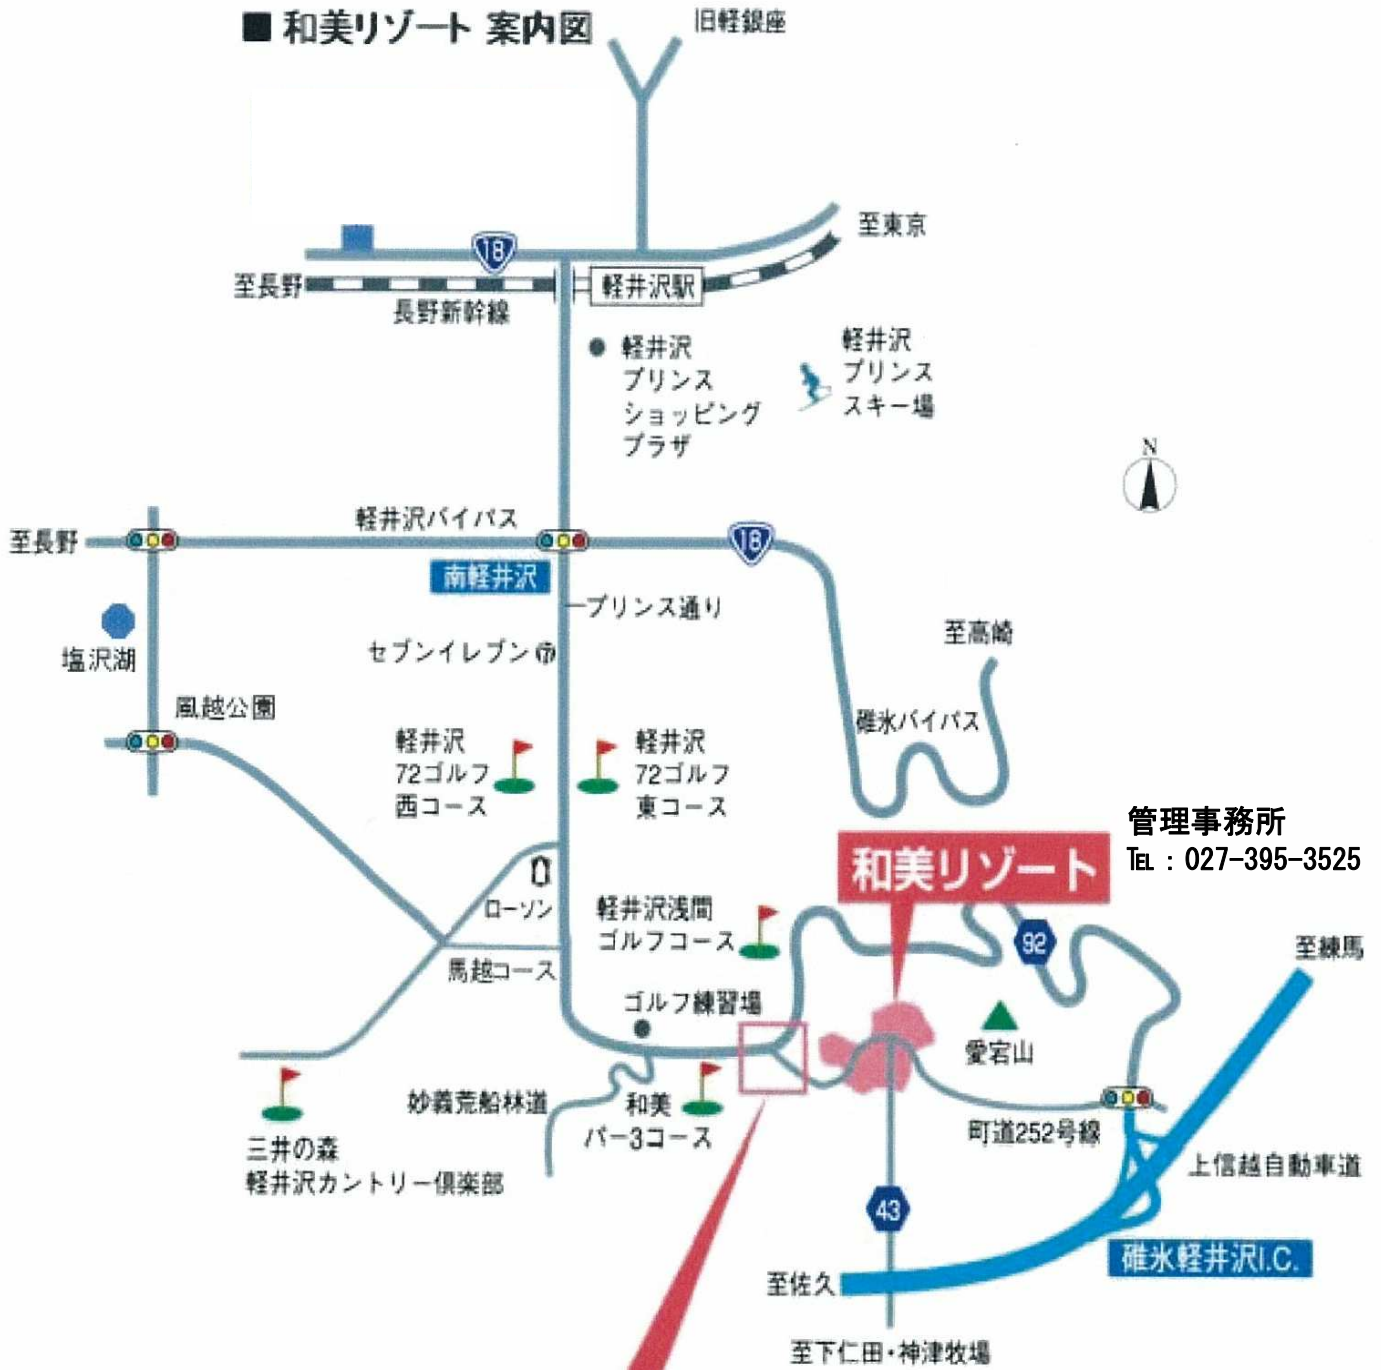 ■ 和美リゾート 案内図
旧軽銀座
至東京
18
至長野
軽井沢駅
長野新幹線
軽井沢
プリンス
ショッピング
プラザ
軽井沢
プリンス
スキー場
N
軽井沢バイパス
至長野
18
南軽井沢
プリンス通り
至高崎
セブンイレブン
塩沢湖
風越公園
碓氷バイパス
軽井沢
72ゴルフ
西コース
軽井沢
72ゴルフ
東コース
管理事務所
℡：027-395-3525
和美リゾート
ローソン
軽井沢浅間
ゴルフコース
92
至練馬
馬越コース
ゴルフ練習場
愛宕山
妙義荒船林道
和美
パー3コース
町道252号線
三井の森
軽井沢カントリー倶楽部
上信越自動車道
43
碓氷軽井沢I.C.
至佐久
至下仁田・神津牧場